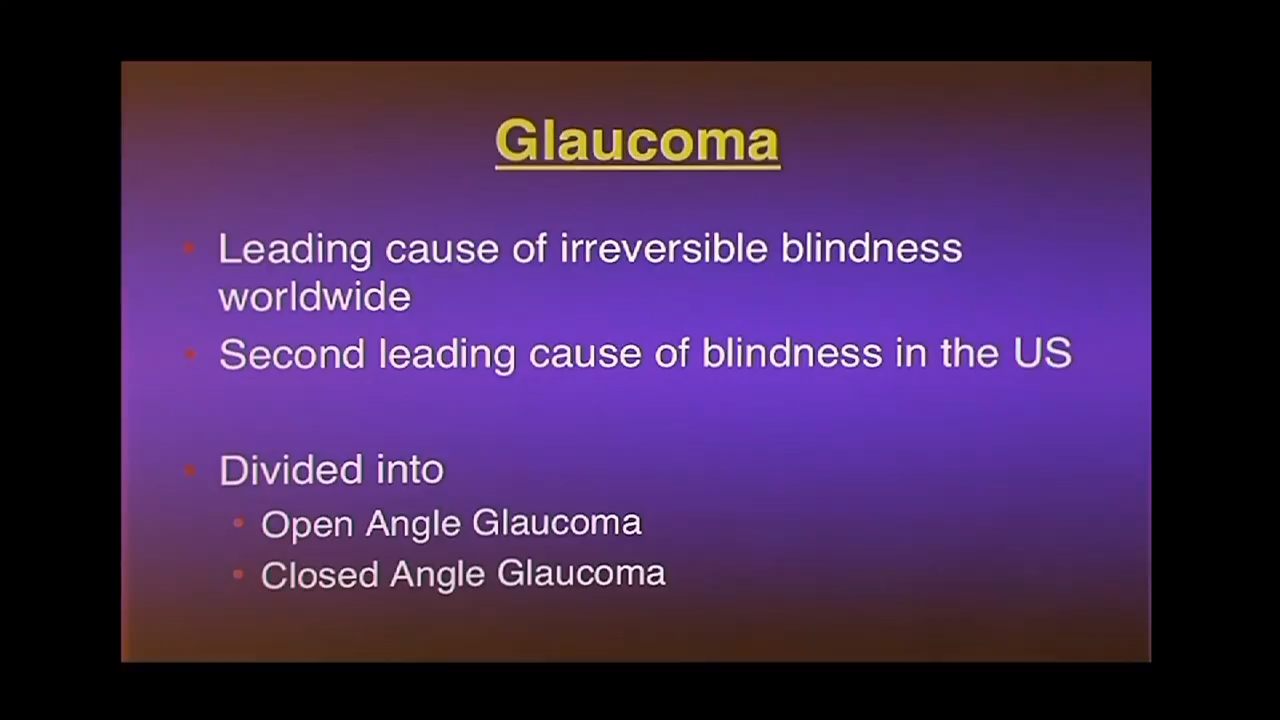 Glaucoma
• Leading cause of irreversible blindness
worldwide
• Second leading cause of blindness in the US
• Divided into
• Open Angle Glaucoma
• Closed Angle Glaucoma